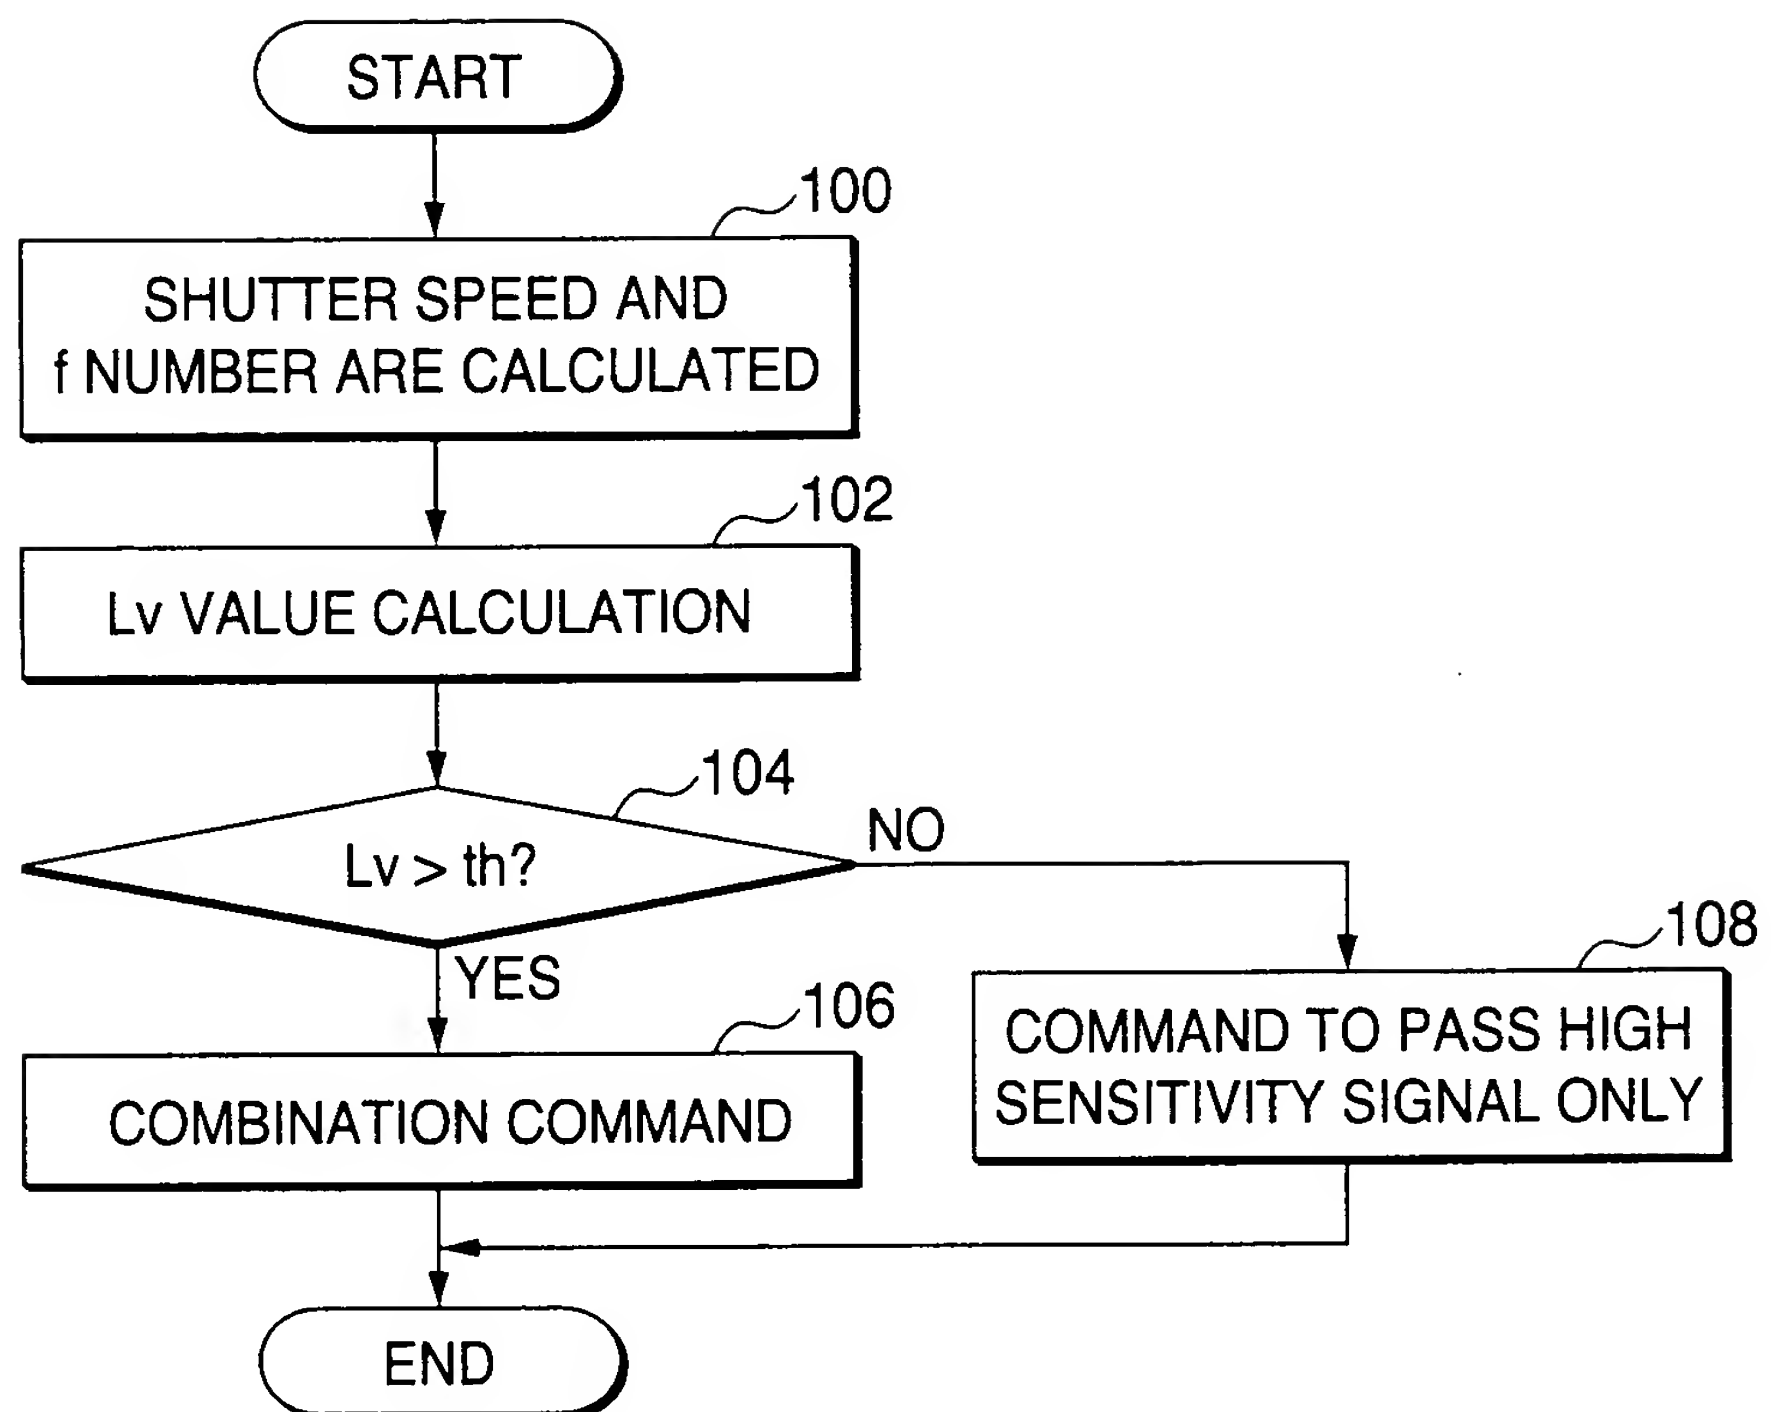 START
100
SHUTTER SPEED AND
f NUMBER ARE CALCULATED
102
Lv VALUE CALCULATION
104
Lv > th?
NO
YES
108
COMMAND TO PASS HIGH
SENSITIVITY SIGNAL ONLY
106
COMBINATION COMMAND
END